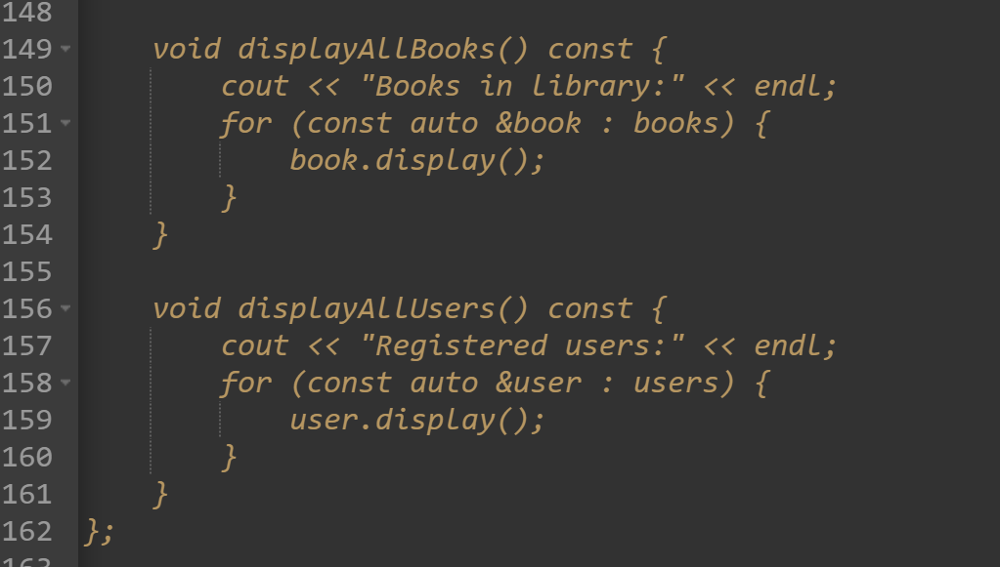 148
149 void displayAllBooks() const {
150 cout << "Books in library:" << endl;
151 for (const auto &book : books) {
152 book.display();
153 }
154 }
155
156 void displayAllUsers() const {
157 cout << "Registered users:" << endl;
158 for (const auto &user : users) {
159 user.display();
160 }
161 }
162 };
163